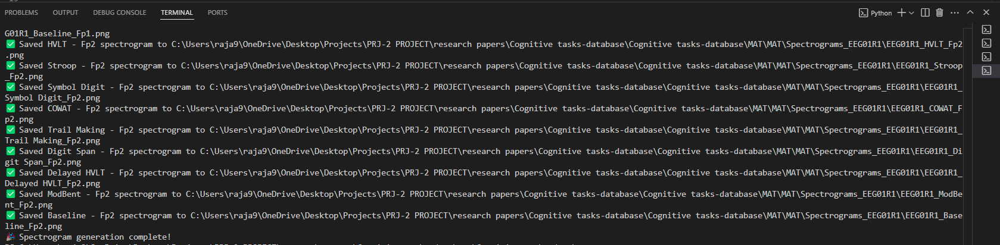 PROBLEMS OUTPUT DEBUG CONSOLE TERMINAL PORTS Python
G01R1_Baseline_Fp1.png
✅ Saved HVLT - Fp2 spectrogram to C:\Users\raja9\OneDrive\Desktop\Projects\PRJ-2 PROJECT\research papers\Cognitive tasks-database\Cognitive tasks-database\MAT\MAT\Spectrograms_EEG01R1\EEG01R1_HVLT_Fp2
.png
✅ Saved Stroop - Fp2 spectrogram to C:\Users\raja9\OneDrive\Desktop\Projects\PRJ-2 PROJECT\research papers\Cognitive tasks-database\Cognitive tasks-database\MAT\MAT\Spectrograms_EEG01R1\EEG01R1_Stroop
_Fp2.png
✅ Saved Symbol Digit - Fp2 spectrogram to C:\Users\raja9\OneDrive\Desktop\Projects\PRJ-2 PROJECT\research papers\Cognitive tasks-database\Cognitive tasks-database\MAT\MAT\Spectrograms_EEG01R1\EEG01R1_
Symbol Digit_Fp2.png
✅ Saved COWAT - Fp2 spectrogram to C:\Users\raja9\OneDrive\Desktop\Projects\PRJ-2 PROJECT\research papers\Cognitive tasks-database\Cognitive tasks-database\MAT\MAT\Spectrograms_EEG01R1\EEG01R1_COWAT_F
p2.png
✅ Saved Trail Making - Fp2 spectrogram to C:\Users\raja9\OneDrive\Desktop\Projects\PRJ-2 PROJECT\research papers\Cognitive tasks-database\Cognitive tasks-database\MAT\MAT\Spectrograms_EEG01R1\EEG01R1_
Trail Making_Fp2.png
✅ Saved Digit Span - Fp2 spectrogram to C:\Users\raja9\OneDrive\Desktop\Projects\PRJ-2 PROJECT\research papers\Cognitive tasks-database\Cognitive tasks-database\MAT\MAT\Spectrograms_EEG01R1\EEG01R1_Di
git Span_Fp2.png
✅ Saved Delayed HVLT - Fp2 spectrogram to C:\Users\raja9\OneDrive\Desktop\Projects\PRJ-2 PROJECT\research papers\Cognitive tasks-database\Cognitive tasks-database\MAT\MAT\Spectrograms_EEG01R1\EEG01R1_
Delayed HVLT_Fp2.png
✅ Saved ModBent - Fp2 spectrogram to C:\Users\raja9\OneDrive\Desktop\Projects\PRJ-2 PROJECT\research papers\Cognitive tasks-database\Cognitive tasks-database\MAT\MAT\Spectrograms_EEG01R1\EEG01R1_ModBe
nt_Fp2.png
✅ Saved Baseline - Fp2 spectrogram to C:\Users\raja9\OneDrive\Desktop\Projects\PRJ-2 PROJECT\research papers\Cognitive tasks-database\Cognitive tasks-database\MAT\MAT\Spectrograms_EEG01R1\EEG01R1_Base
line_Fp2.png
🎉 Spectrogram generation complete!